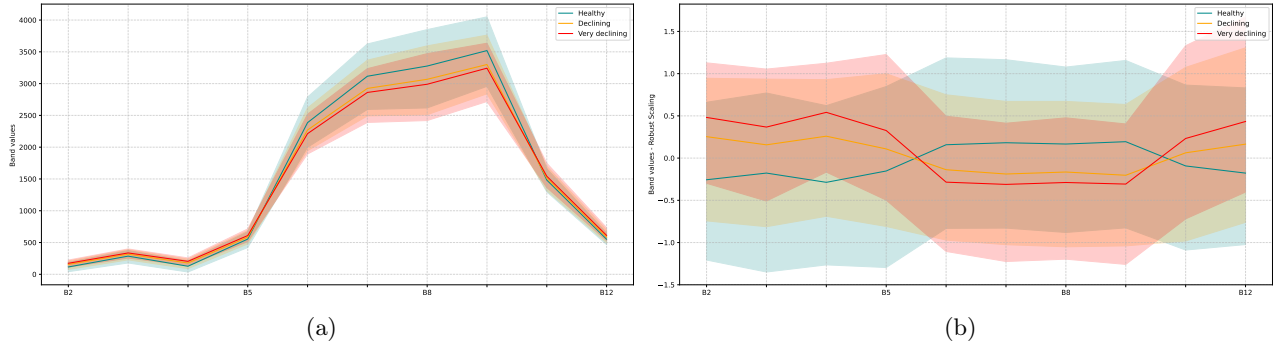 Band values
4000
3500
3000
2500
2000
1500
1000
500
0
B2
B5
B8
B12
Healthy
Declining
Very declining
(a)
Band values - Robust Scaling
1.5
1.0
0.5
0.0
−0.5
−1.0
−1.5
B2
B5
B8
B12
Healthy
Declining
Very declining
(b)